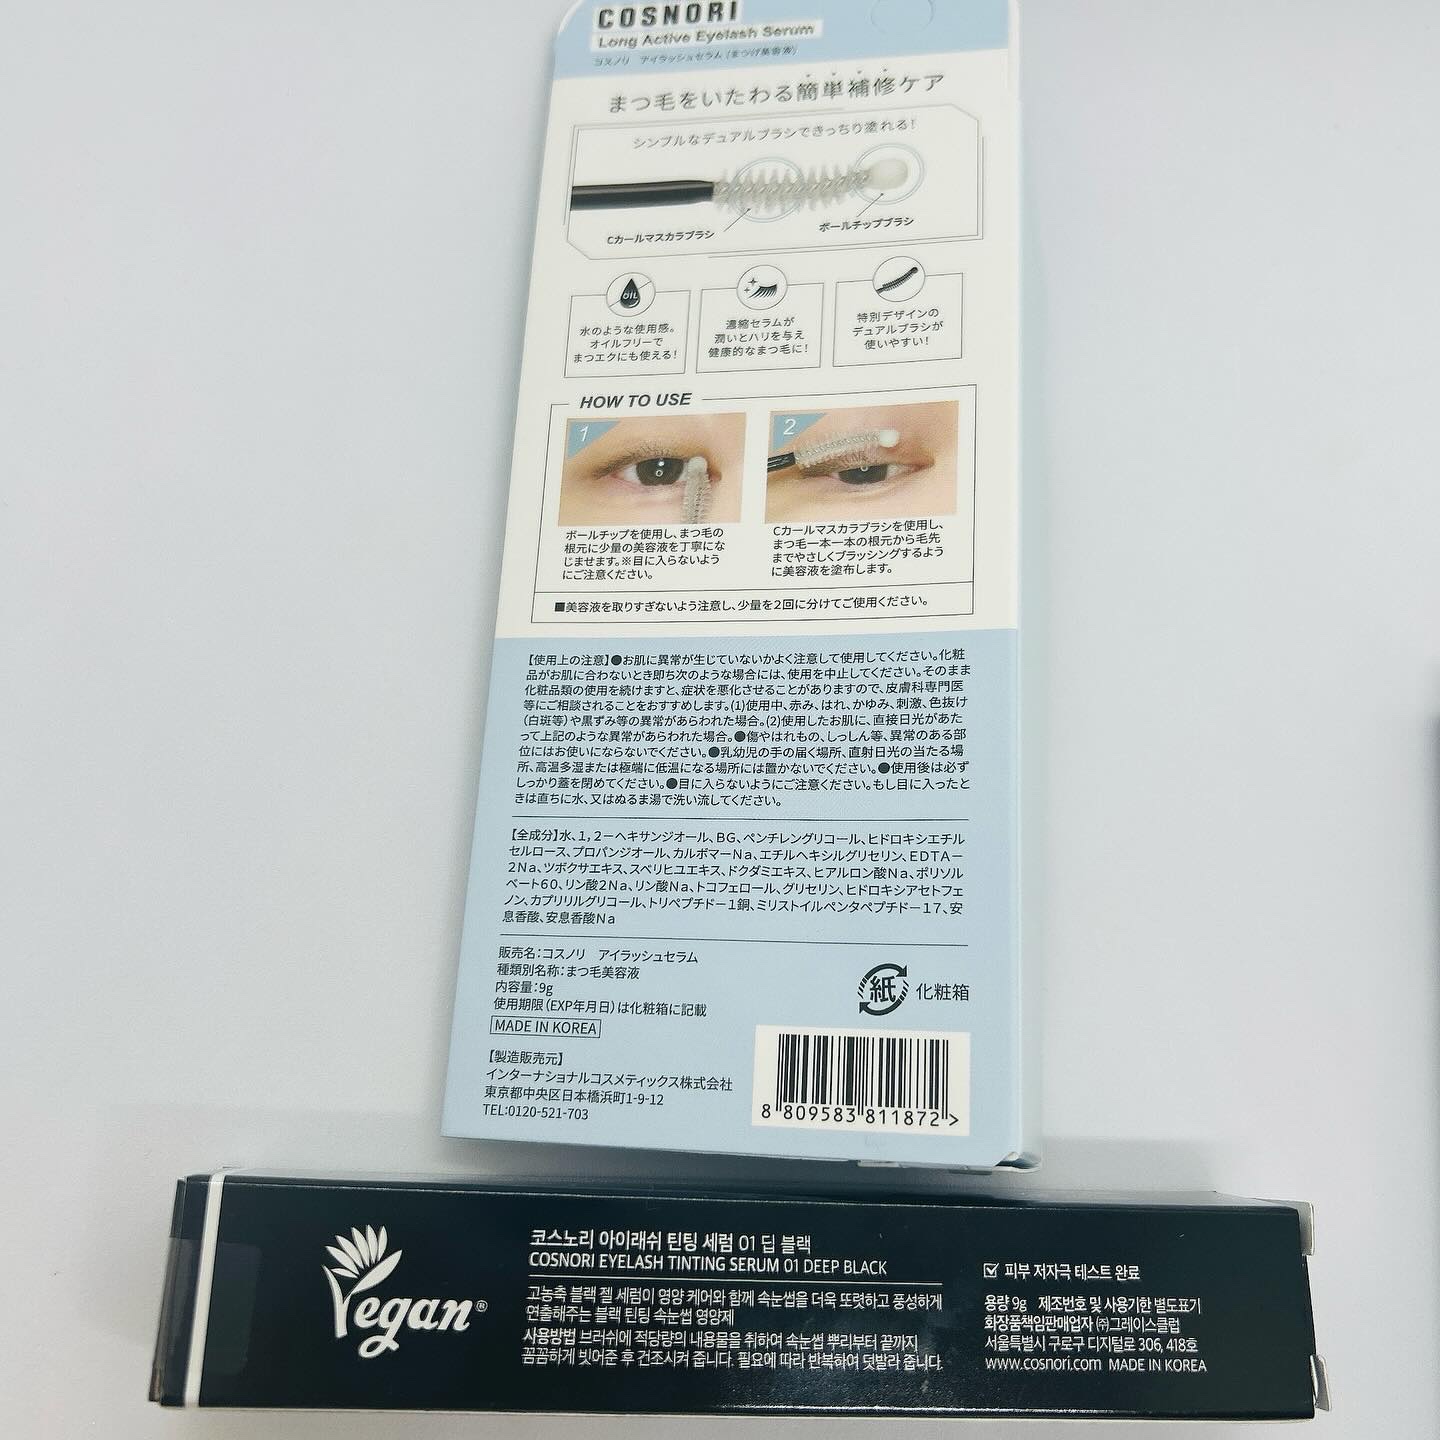 COSNORI
Long Active Eyelash Serum
コスノリ アイラッシュセラム (まつげ美容液)
まつ毛をいたわる簡単補修ケア
シンプルなデュアルブラシできっちり塗れる!
Cカールマスカラブラシ
ボールチップブラシ
OIL
水のような使用感。
オイルフリーで
まつエクにも使える!
濃縮セラムが
潤いとハリを与え
健康的なまつ毛に!
特別デザインの
デュアルブラシが
使いやすい!
HOW TO USE
1
ボールチップを使用し、まつ毛の
根元に少量の美容液を丁寧にな
じませます。※目に入らないよう
にご注意ください。
2
Cカールマスカラブラシを使用し、
まつ毛一本一本の根元から毛先
までやさしくブラッシングするよう
に美容液を塗布します。
■美容液を取りすぎないよう注意し、少量を2回に分けてご使用ください。
【使用上の注意】●お肌に異常が生じていないかよく注意して使用してください。化粧
品がお肌に合わないとき即ち次のような場合には、使用を中止してください。そのまま
化粧品類の使用を続けますと、症状を悪化させることがありますので、皮膚科専門医
等にご相談されることをおすすめします。(1)使用中、赤み、はれ、かゆみ、刺激、色抜け
(白斑等)や黒ずみ等の異常があらわれた場合。(2)使用したお肌に、直接日光があた
って上記のような異常があらわれた場合。●傷やはれもの、しっしん等、異常のある部
位にはお使いにならないでください。●乳幼児の手の届く場所、直射日光の当たる場
所、高温多湿または極端に低温になる場所には置かないでください。●使用後は必ず
しっかり蓋を閉めてください。●目に入らないようにご注意ください。もし目に入ったと
きは直ちに水、又はぬるま湯で洗い流してください。
【全成分】水、1,2-ヘキサンジオール、BG、ペンチレングリコール、ヒドロキシエチル
セルロース、プロパンジオール、カルボマーNa、エチルヘキシルグリセリン、EDTA-
2Na、ツボクサエキス、スベリヒユエキス、ドクダミエキス、ヒアルロン酸Na、ポリソル
ベート60、リン酸2Na、リン酸Na、トコフェロール、グリセリン、ヒドロキシアセトフェ
ノン、カプリリルグリコール、トリペプチド-1銅、ミリストイルペンタペプチド-17、安
息香酸、安息香酸Na
販売名:コスノリ アイラッシュセラム
種類別名称:まつ毛美容液
内容量:9g
使用期限(EXP年月日)は化粧箱に記載
MADE IN KOREA
紙 化粧箱
【製造販売元】
インターナショナルコスメティックス株式会社
東京都中央区日本橋浜町1-9-12
TEL:0120-521-703
8 809583 811872 >
Vegan®
코스노리 아이래쉬 틴팅 세럼 01 딥 블랙
COSNORI EYELASH TINTING SERUM 01 DEEP BLACK
고농축 블랙 젤 세럼이 영양 케어와 함께 속눈썹을 더욱 또렷하고 풍성하게
연출해주는 블랙 틴팅 속눈썹 영양제
사용방법 브러쉬에 적당량의 내용물을 취하여 속눈썹 뿌리부터 끝까지
꼼꼼하게 빗어준 후 건조시켜 줍니다. 필요에 따라 반복하여 덧발라 줍니다.
☑ 피부 저자극 테스트 완료
용량 9g 제조번호 및 사용기한 별도표기
화장품책임판매업자 ㈜그레이스클럽
서울특별시 구로구 디지털로 306, 418호
www.cosnori.com MADE IN KOREA